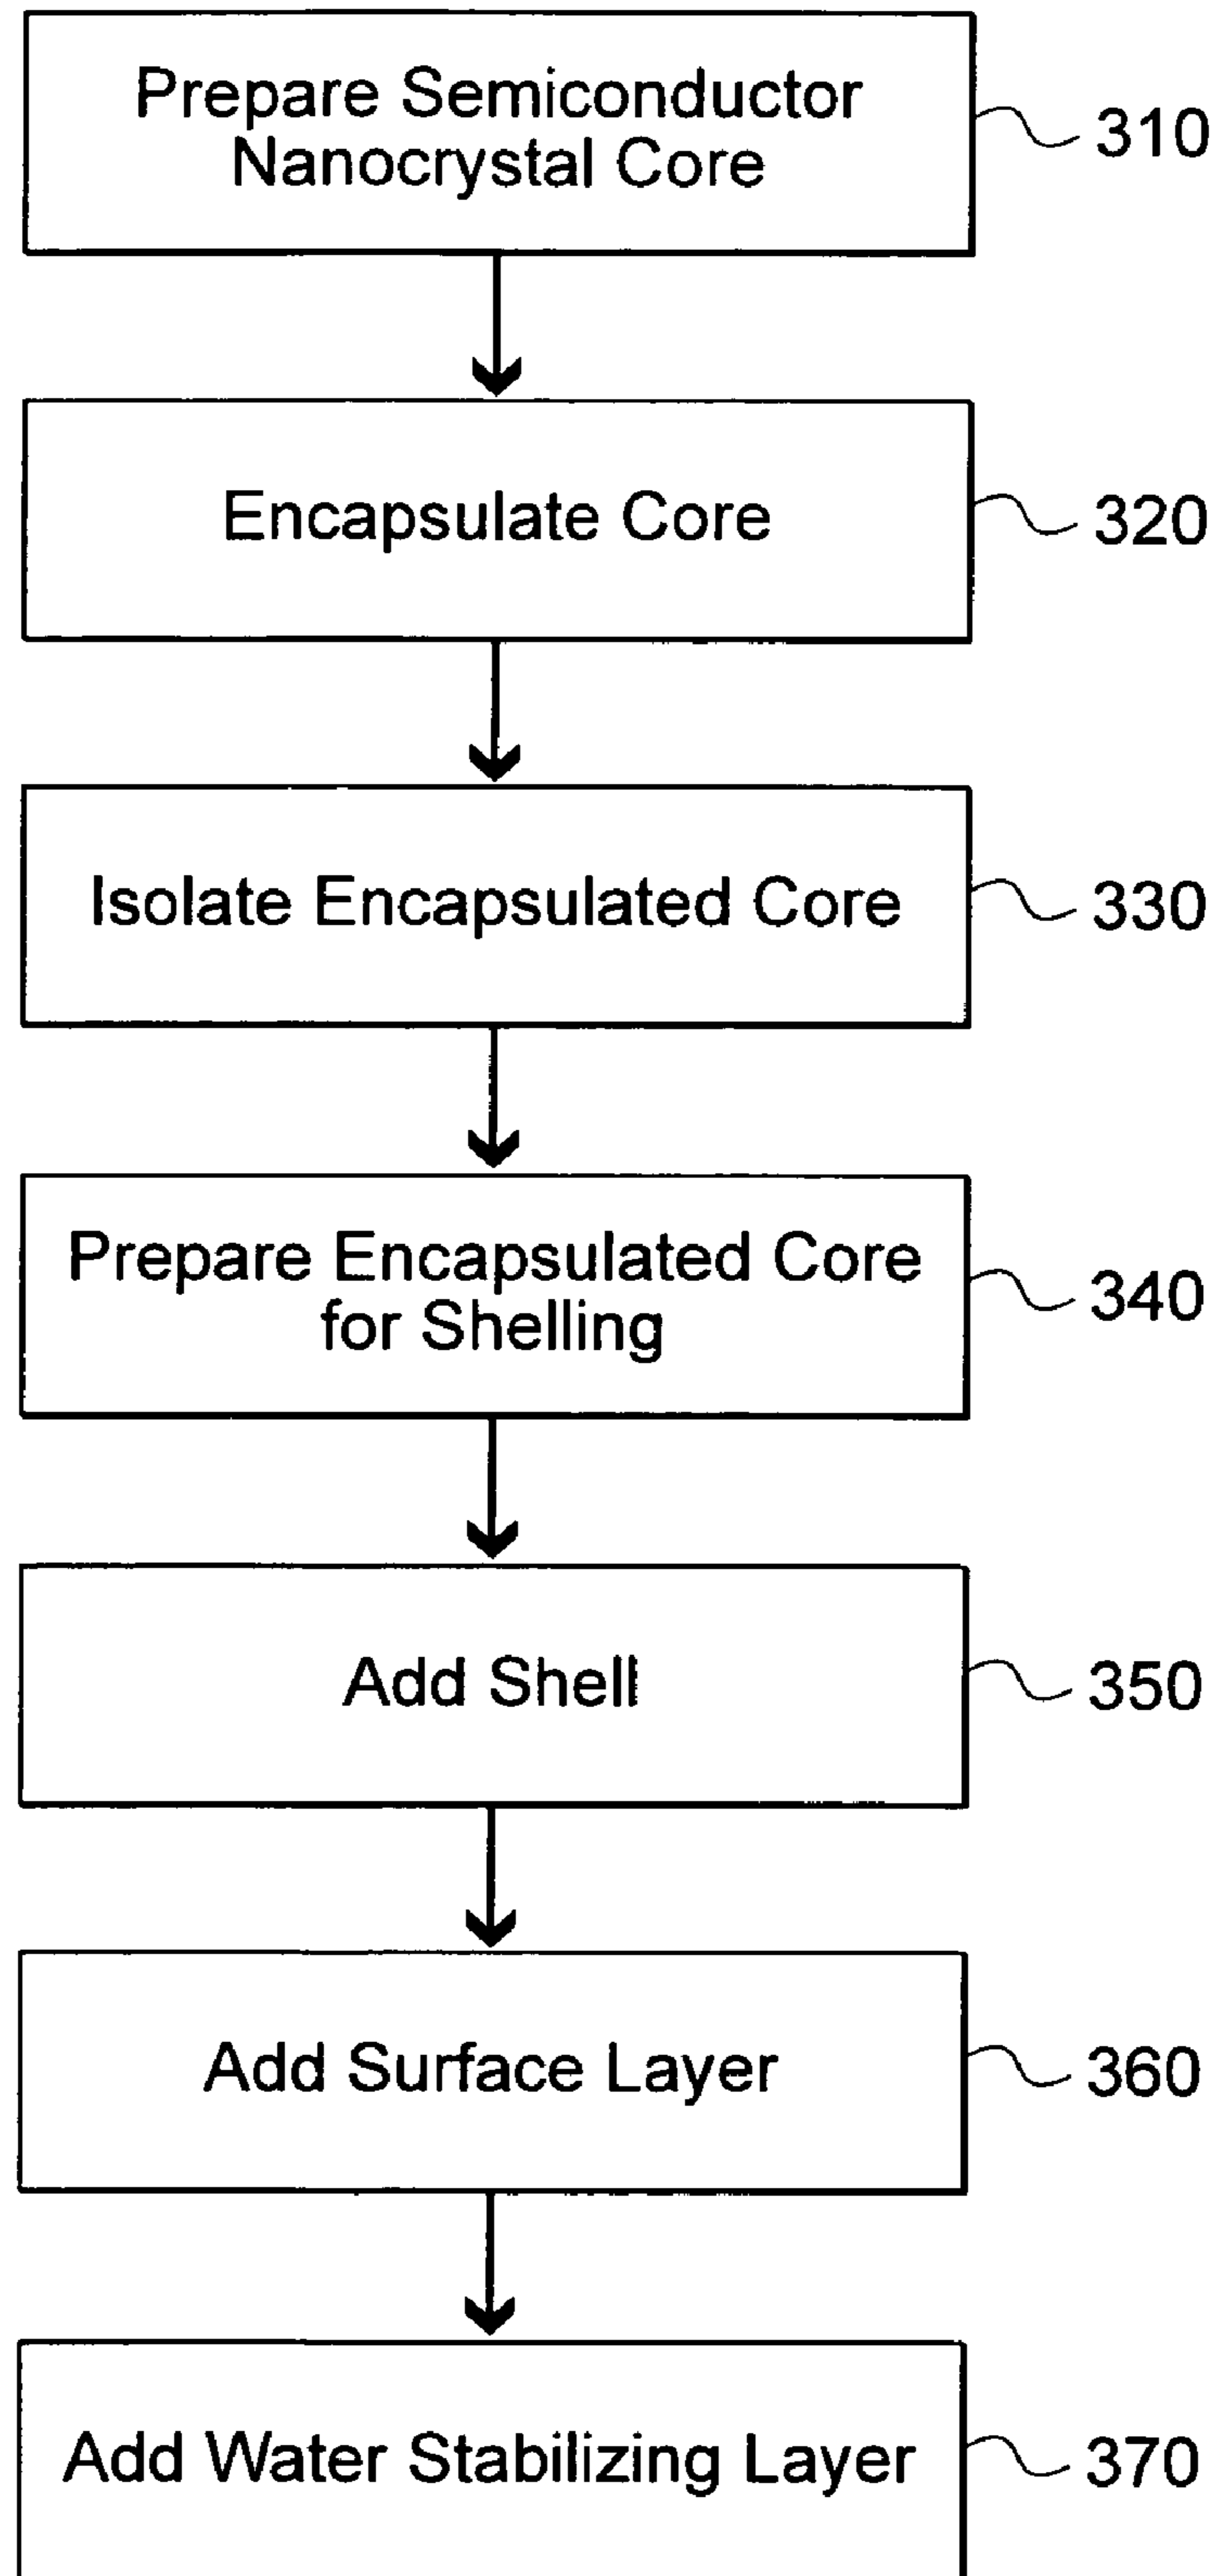 Prepare Semiconductor
Nanocrystal Core
310
Encapsulate Core
320
Isolate Encapsulated Core
330
Prepare Encapsulated Core
for Shelling
340
Add Shell
350
Add Surface Layer
360
Add Water Stabilizing Layer
370